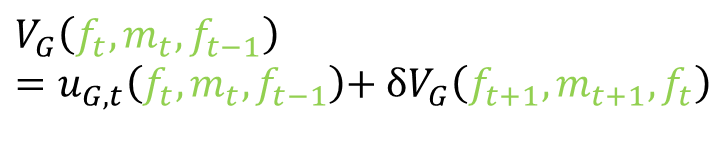 V_G(f_t, m_t, f_{t−1})
= u_{G,t}(f_t, m_t, f_{t−1})+ δV_G(f_{t+1}, m_{t+1}, f_t)